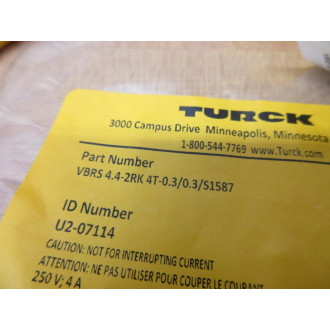 TURCK
3000 Campus Drive Minneapolis, Minnesota
1-800-544-7769 www.Turck.com
Part Number
VBRS 4.4-2RK 4T-0.3/0.3/S1587
ID Number
U2-07114
CAUTION: NOT FOR INTERRUPTING CURRENT
ATTENTION: NE PAS UTILISER POUR COUPER LE COURANT
250 V; 4 A